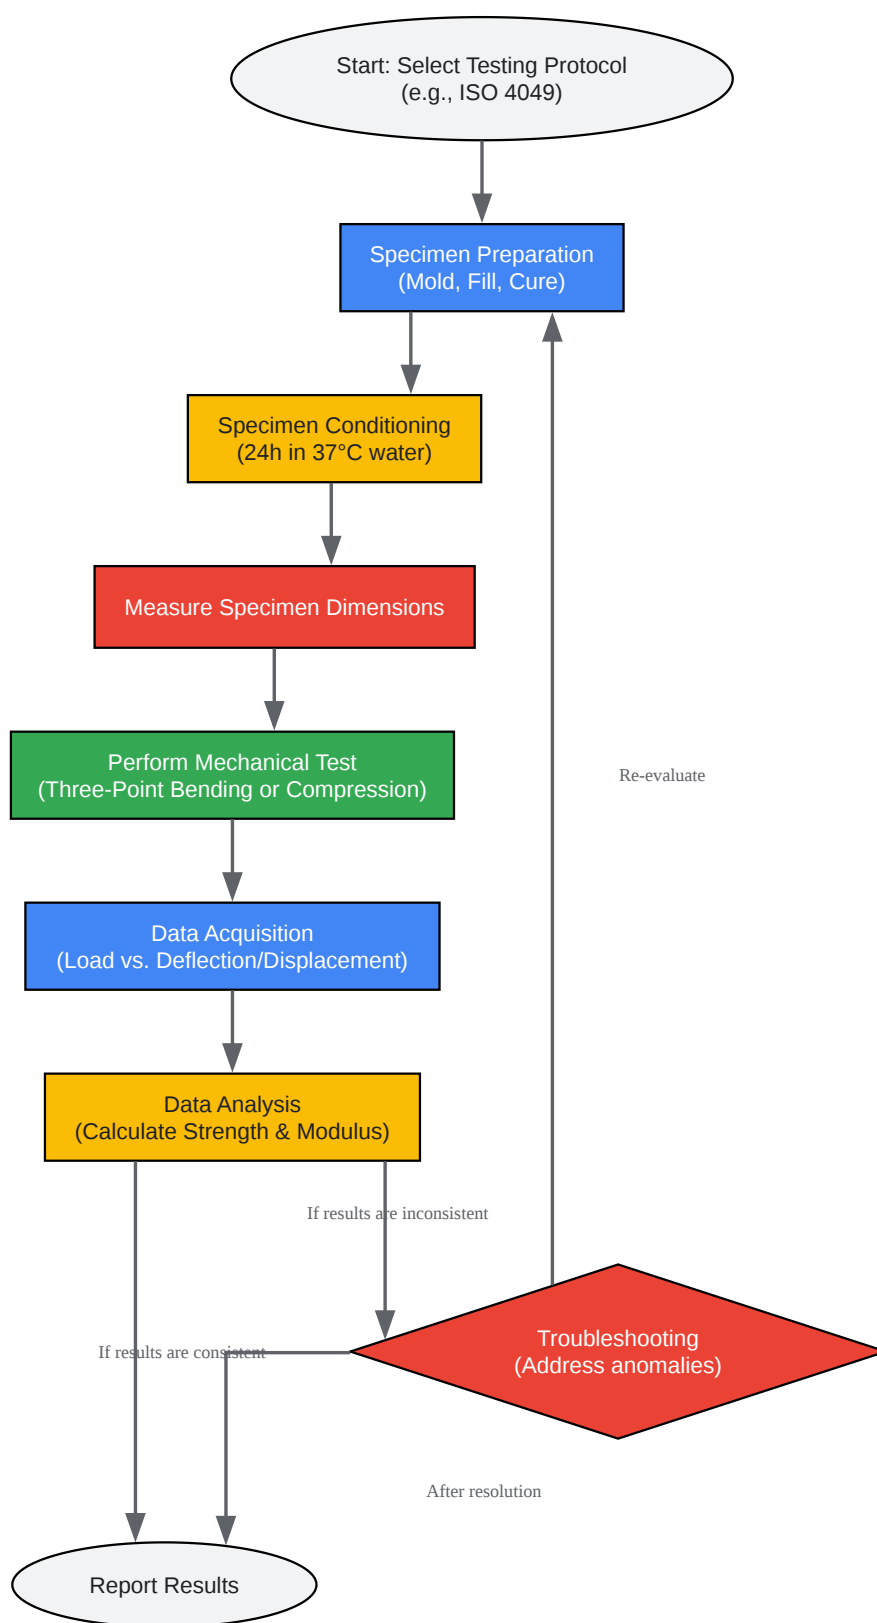 Start: Select Testing Protocol
(e.g., ISO 4049)
Specimen Preparation
(Mold, Fill, Cure)
Specimen Conditioning
(24h in 37°C water)
Measure Specimen Dimensions
Perform Mechanical Test
(Three-Point Bending or Compression)
Re-evaluate
Data Acquisition
(Load vs. Deflection/Displacement)
Data Analysis
(Calculate Strength & Modulus)
If results are inconsistent
Troubleshooting
(Address anomalies)
If results are consistent
After resolution
Report Results